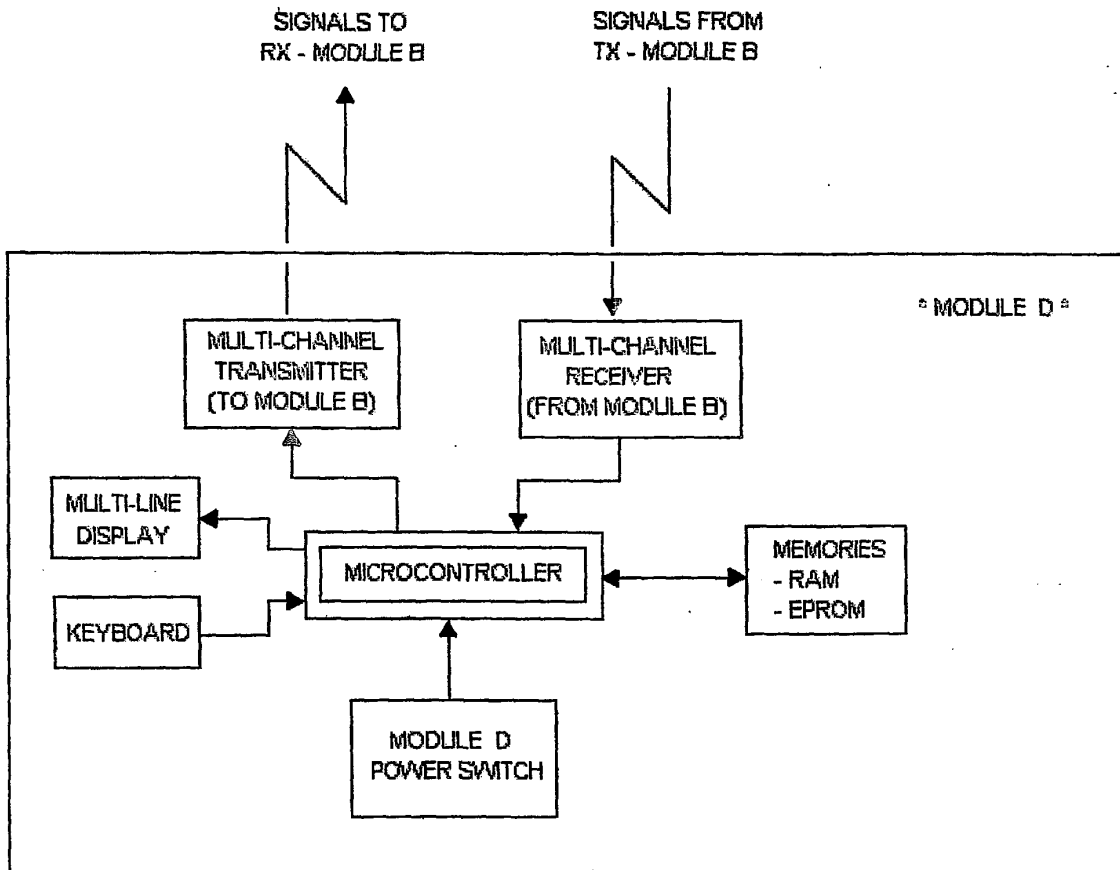 SIGNALS TO
RX - MODULE B
SIGNALS FROM
TX - MODULE B
" MODULE D "
MULTI-CHANNEL
TRANSMITTER
(TO MODULE B)
MULTI-CHANNEL
RECEIVER
(FROM MODULE B)
MULTI-LINE
DISPLAY
MICROCONTROLLER
MEMORIES
- RAM
- EPROM
KEYBOARD
MODULE D
POWER SWITCH